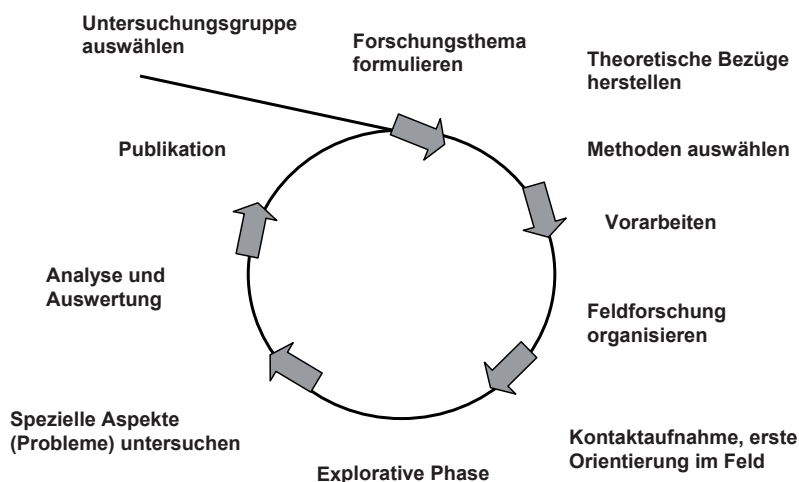 Untersuchungsgruppe
auswählen
Forschungsthema
formulieren
Theoretische Bezüge
herstellen
Publikation
Methoden auswählen
Vorarbeiten
Analyse und
Auswertung
Feldforschung
organisieren
Spezielle Aspekte
(Probleme) untersuchen
Kontaktaufnahme, erste
Orientierung im Feld
Explorative Phase